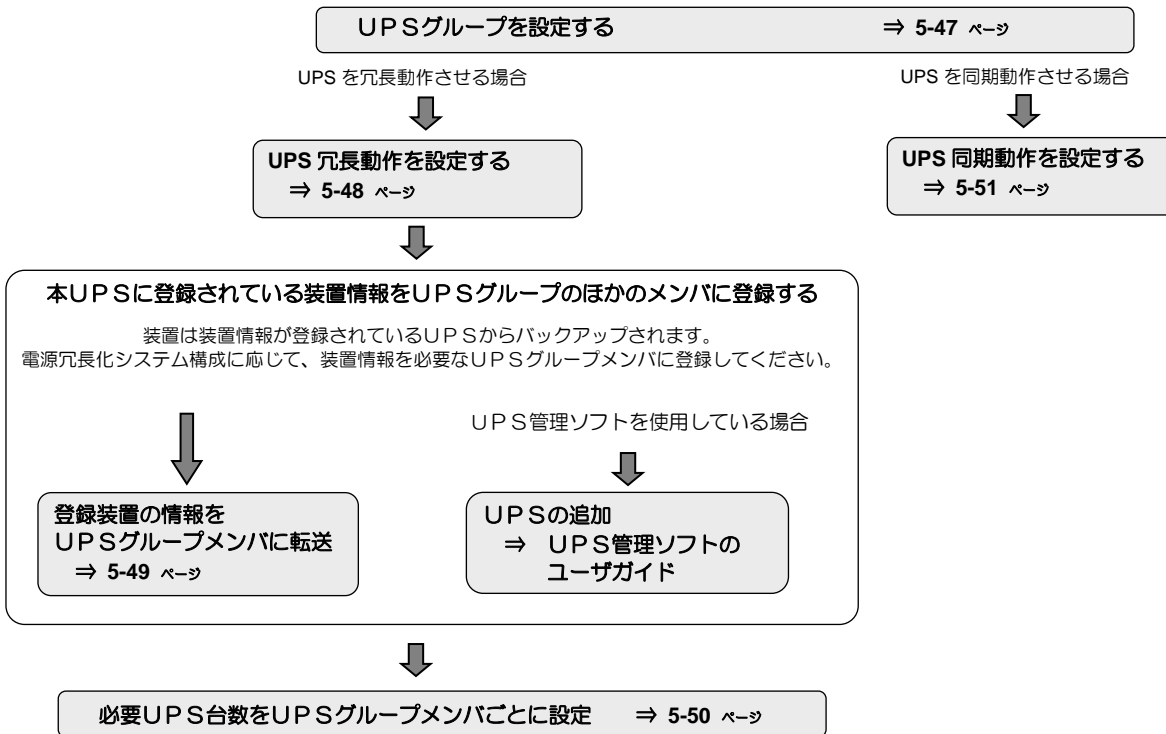 UPSグループを設定する ⇒ 5-47 ページ
UPS を冗長動作させる場合
UPS を同期動作させる場合
UPS 冗長動作を設定する
⇒ 5-48 ページ
UPS 同期動作を設定する
⇒ 5-51 ページ
本UPSに登録されている装置情報をUPSグループのほかのメンバに登録する
装置は装置情報が登録されているUPSからバックアップされます。
電源冗長化システム構成に応じて、装置情報を必要なUPSグループメンバに登録してください。
UPS管理ソフトを使用している場合
登録装置の情報を
UPSグループメンバに転送
⇒ 5-49 ページ
UPSの追加
⇒ UPS管理ソフトの
ユーザガイド
必要UPS台数をUPSグループメンバごとに設定 ⇒ 5-50 ページ